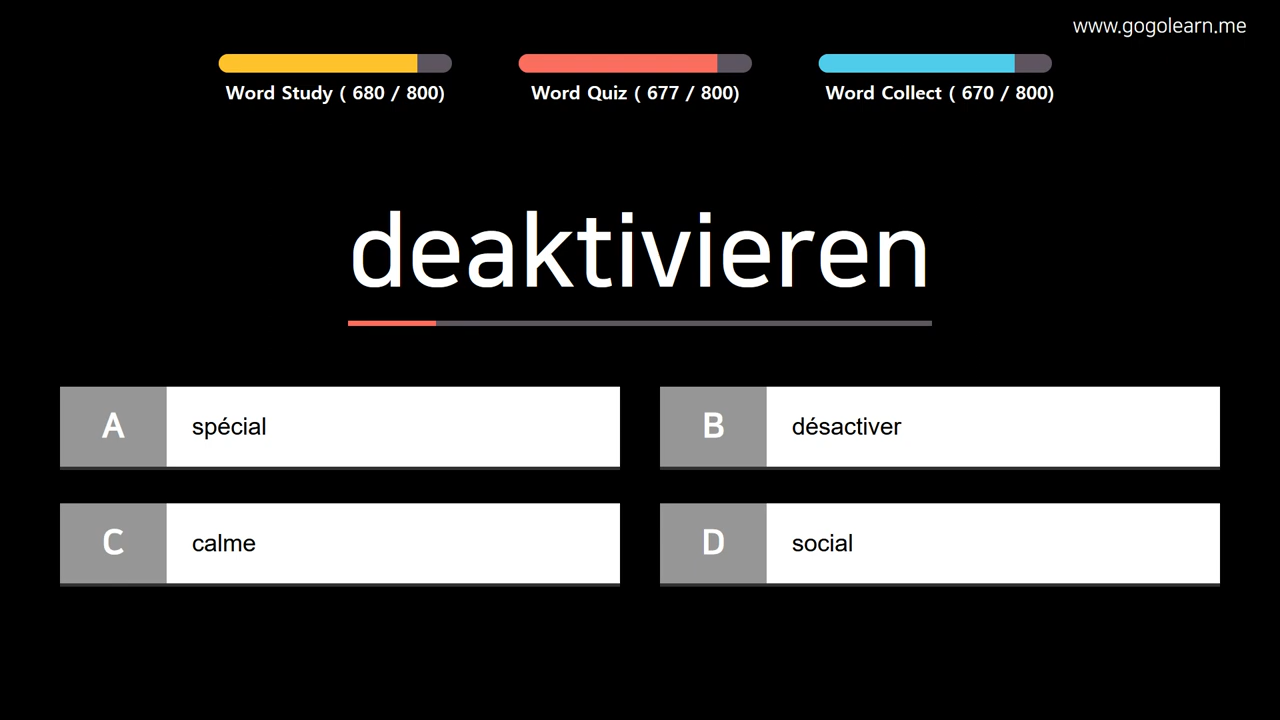 www.gogolearn.me
Word Study ( 680 / 800)
Word Quiz ( 677 / 800)
Word Collect ( 670 / 800)
deaktivieren
A spécial
B désactiver
C calme
D social